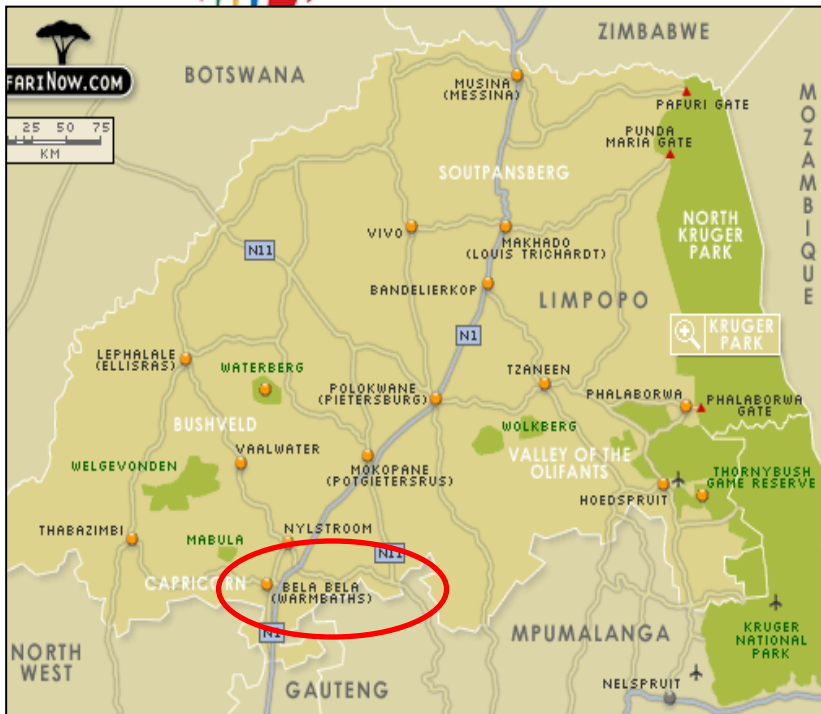 ZIMBABWE
FARINOW.COM
BOTSWANA
25 50 75
KM
MUSINA
(MESSINA)
PAFURI GATE
PUNDA
MARIA GATE
MOZAMBIQUE
SOUTPANSBERG
NORTH
KRUGER
PARK
VIVO
MAKHADO
(LOUIS TRICHARDT)
N11
BANDELIERKOP
LIMPOPO
N1
KRUGER
PARK
LEPHALALE
(ELLISRAS)
WATERBERG
TZANEEN
POLOKWANE
(PIETERSBURG)
PHALABORWA
PHALABORWA
GATE
BUSHVELD
WOLKBERG
VAALWATER
VALLEY OF THE
OLIFANTS
WELGEVONDEN
MOKOPANE
(POTGIETERSRUS)
THORNYBUSH
GAME RESERVE
HOEDSPRUIT
THABAZIMBI
MABULA
NYLSTROOM
N11
CAPRICORN
BELA BELA
(WARMBATHS)
N1
MPUMALANGA
KRUGER
NATIONAL
PARK
NORTH
WEST
GAUTENG
NELSPRUIT